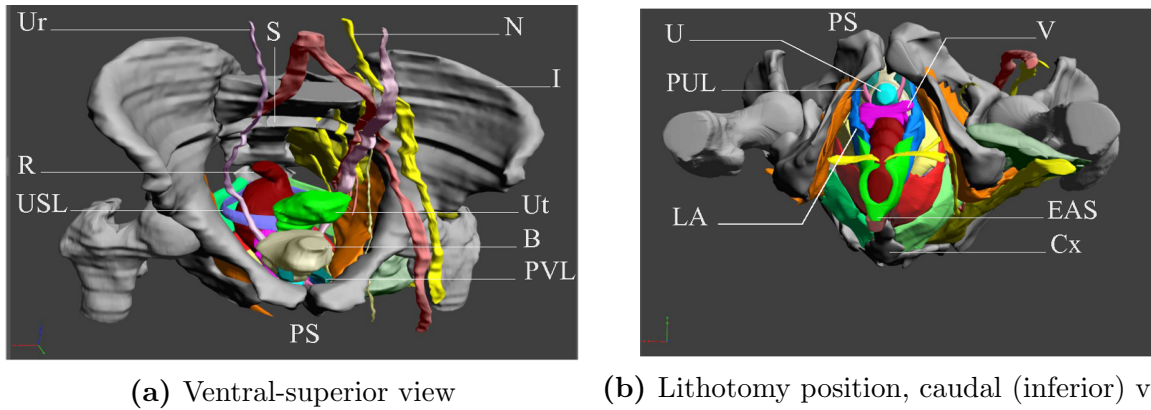 Ur
S
N
I
R
USL
Ut
B
PVL
PS
PS
U
V
PUL
LA
EAS
Cx
(a) Ventral-superior view
(b) Lithotomy position, caudal (inferior) v